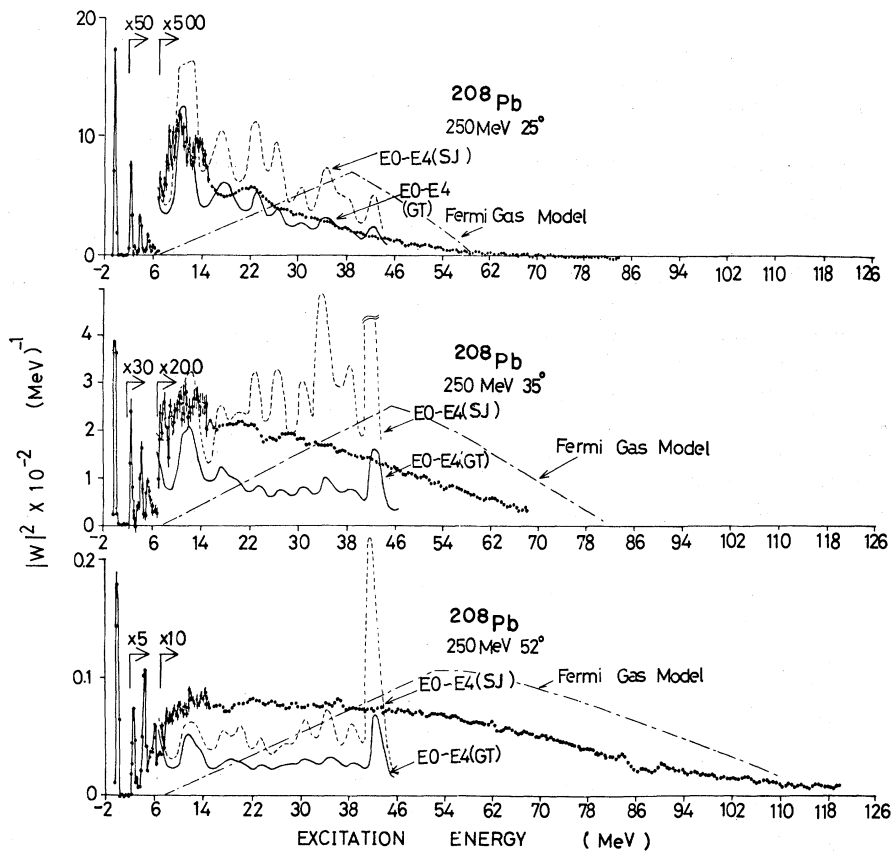 20
x50 x500
208Pb
250MeV 25°
E0-E4(SJ)
10
E0-E4
(GT)
Fermi Gas Model
0
-2 6 14 22 30 38 46 54 62 70 78 86 94 102 110 118 126
4
x30 x200
208Pb
250 MeV 35°
3
E0-E4(SJ)
2
Fermi Gas Model
E0-E4(GT)
1
0
-2 6 14 22 30 38 46 54 62 70 78 86 94 102 110 118 126
|W|² X 10⁻² (MeV)⁻¹
0.2
x5 x10
208Pb
250MeV 52°
E0-E4(SJ)
Fermi Gas Model
0.1
E0-E4(GT)
0
-2 6 14 22 30 38 46 54 62 70 78 86 94 102 110 118 126
EXCITATION ENERGY (MeV)